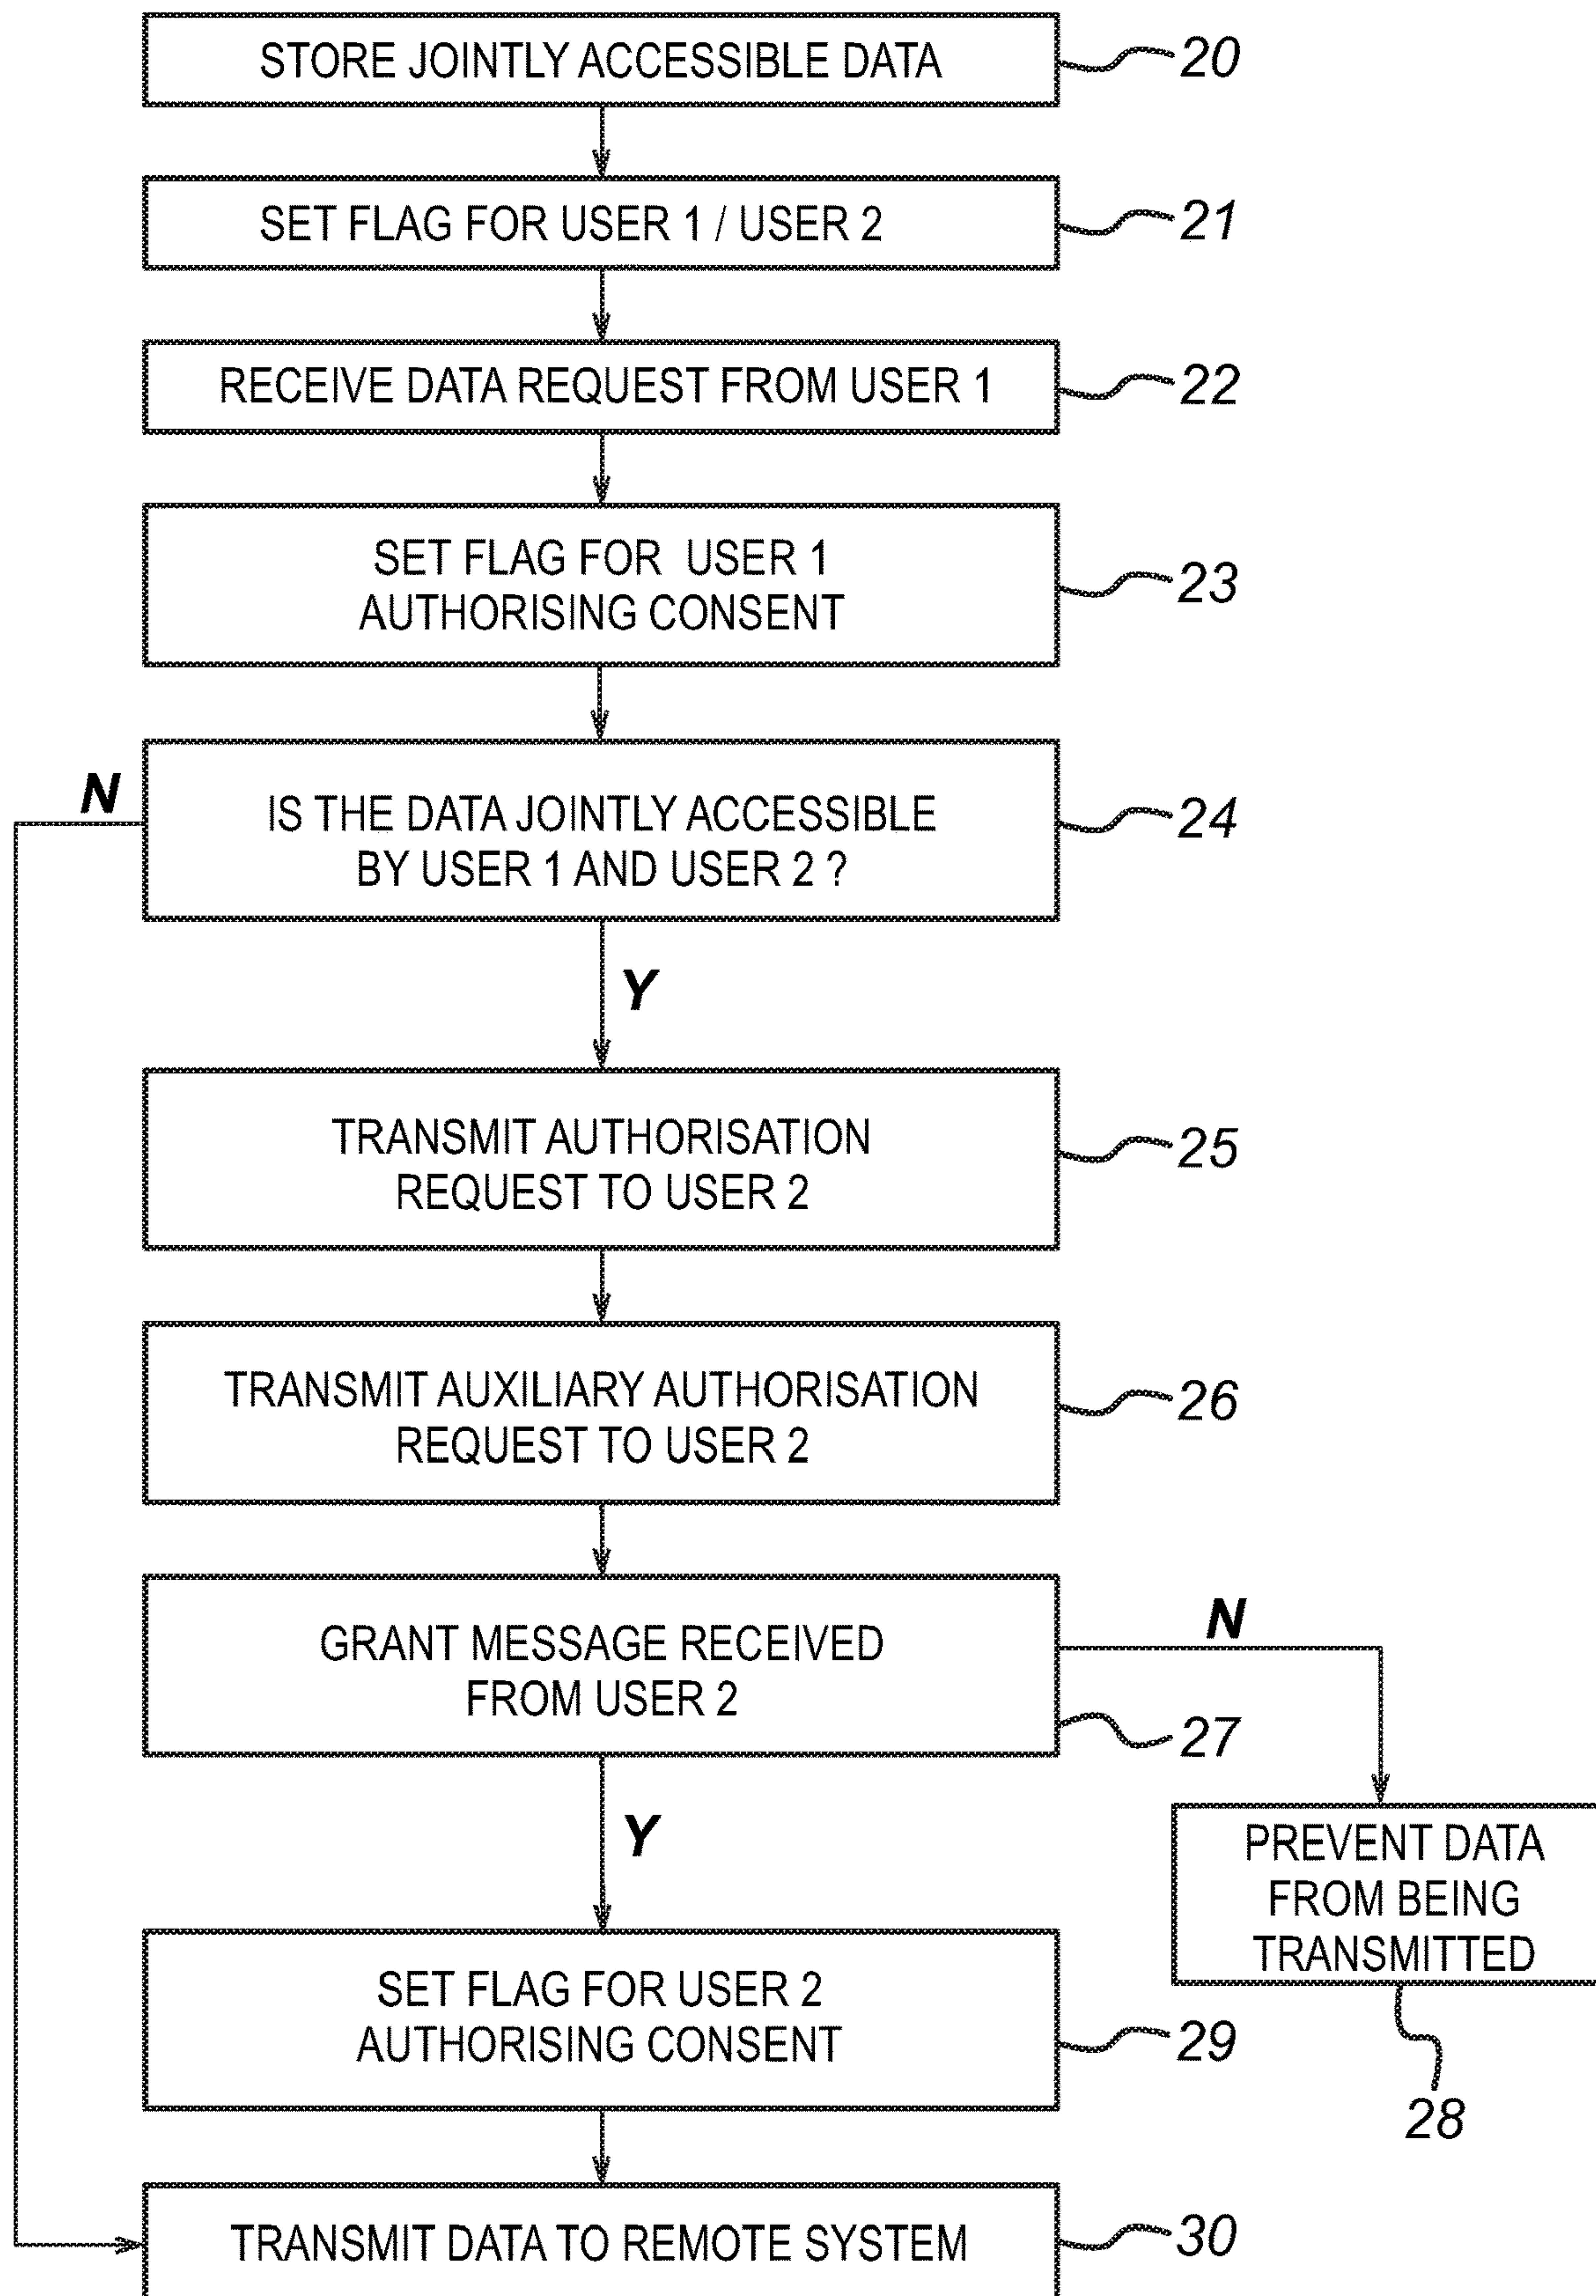 STORE JOINTLY ACCESSIBLE DATA
20
SET FLAG FOR USER 1 / USER 2
21
RECEIVE DATA REQUEST FROM USER 1
22
SET FLAG FOR USER 1
AUTHORISING CONSENT
23
N
IS THE DATA JOINTLY ACCESSIBLE
BY USER 1 AND USER 2 ?
24
Y
TRANSMIT AUTHORISATION
REQUEST TO USER 2
25
TRANSMIT AUXILIARY AUTHORISATION
REQUEST TO USER 2
26
GRANT MESSAGE RECEIVED
FROM USER 2
N
27
Y
PREVENT DATA
FROM BEING
TRANSMITTED
28
SET FLAG FOR USER 2
AUTHORISING CONSENT
29
TRANSMIT DATA TO REMOTE SYSTEM
30